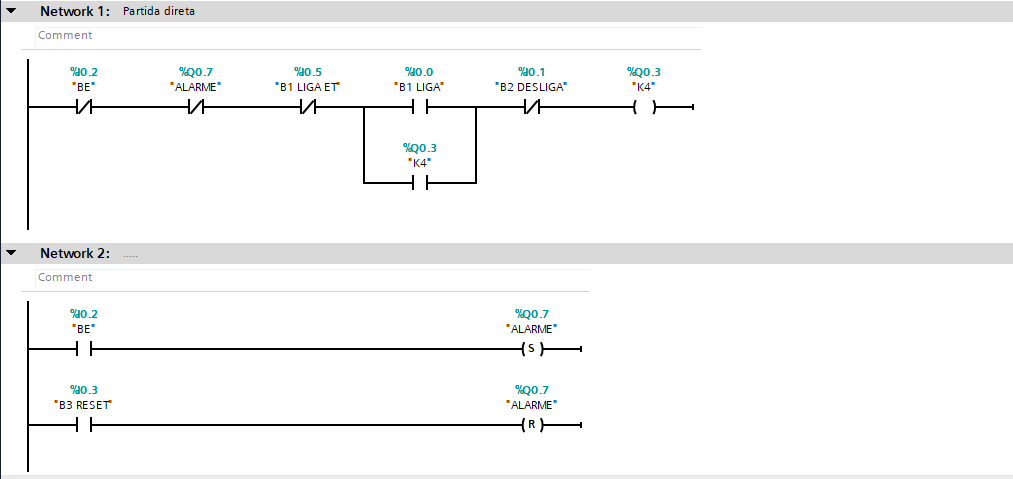 Network 1: Partida direta
Comment
%I0.2 %Q0.7 %I0.5 %I0.0 %I0.1 %Q0.3
"BE" "ALARME" "B1 LIGA ET" "B1 LIGA" "B2 DESLIGA" "K4"
%Q0.3
"K4"
Network 2: .....
Comment
%I0.2 %Q0.7
"BE" "ALARME"
S
%I0.3 %Q0.7
"B3 RESET" "ALARME"
R